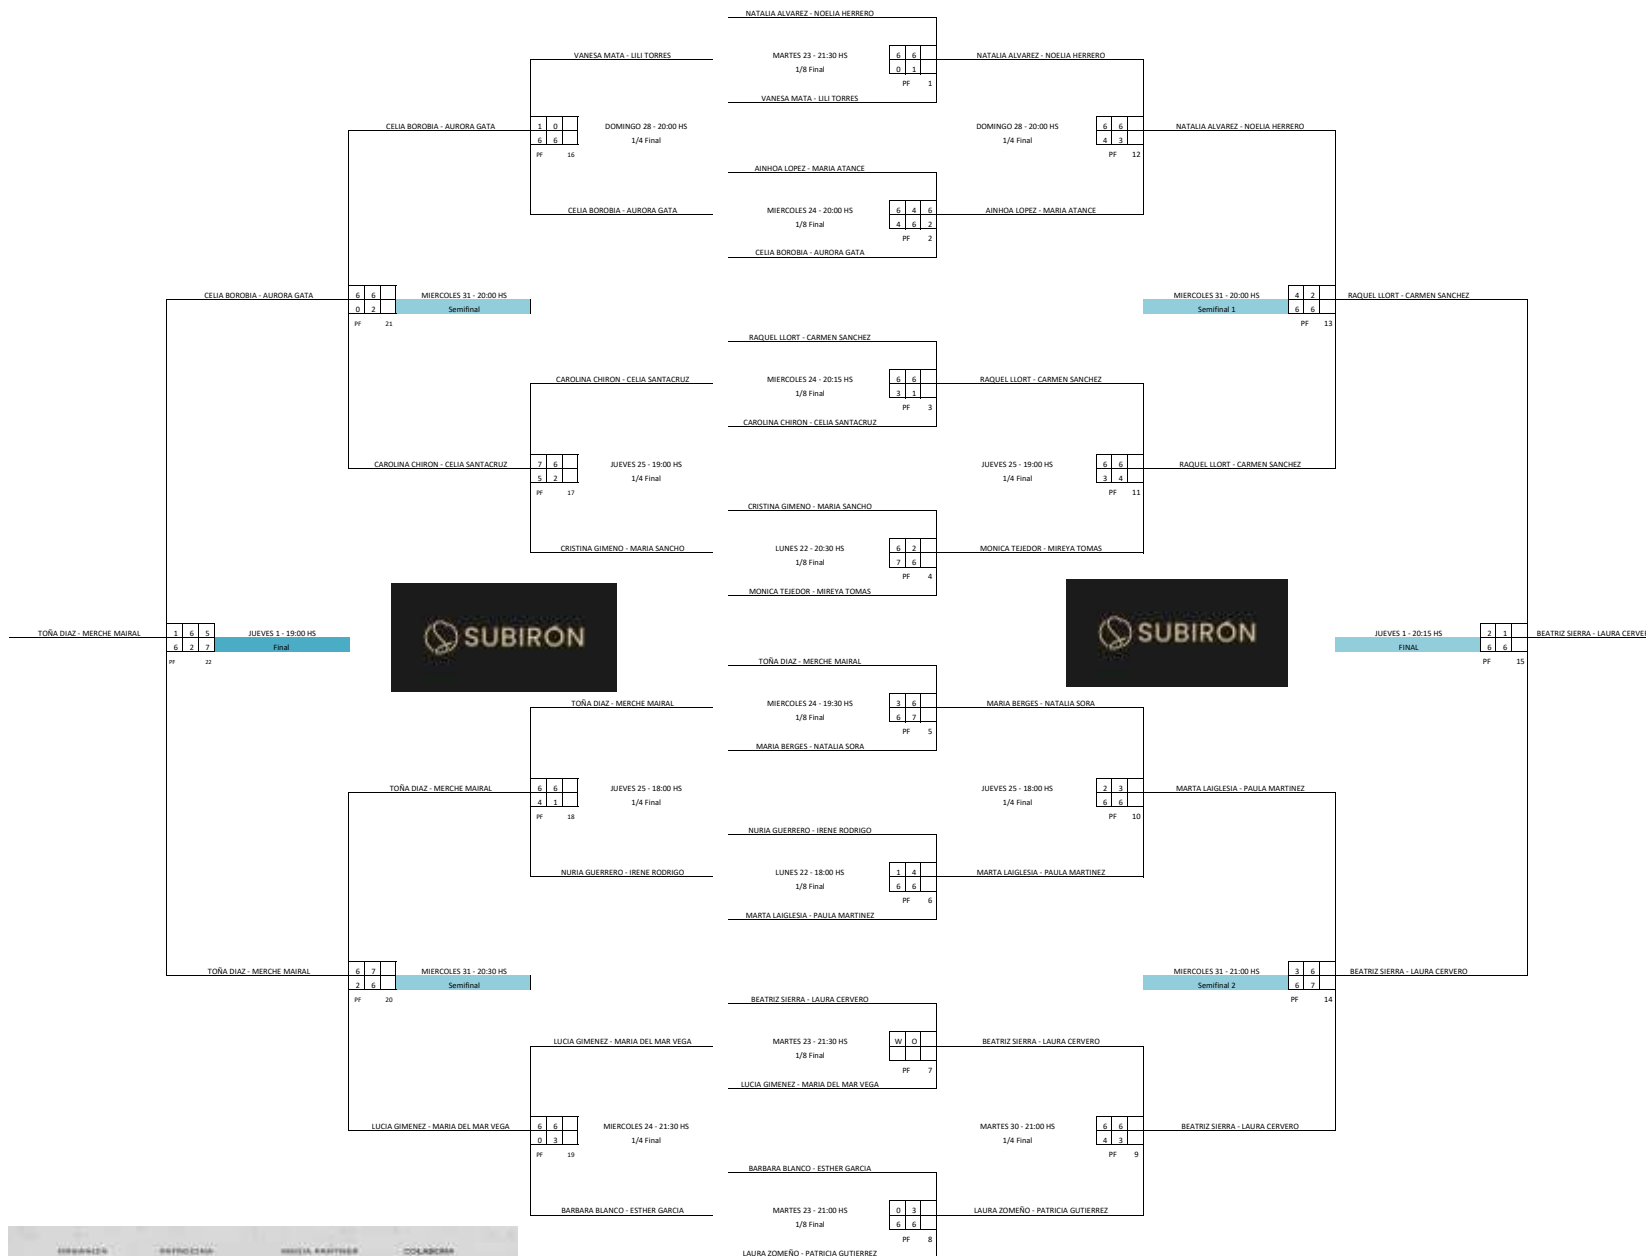 NATALIA ALVAREZ - NOELIA HERRERO
VANESA MATA - LILI TORRES
MARTES 23 - 21:30 HS
6 6
NATALIA ALVAREZ - NOELIA HERRERO
1/8 Final
0 1
PF 1
VANESA MATA - LILI TORRES
CELIA BOROBIA - AURORA GATA
1 0
DOMINGO 28 - 20:00 HS
DOMINGO 28 - 20:00 HS
6 6
NATALIA ALVAREZ - NOELIA HERRERO
6 6
1/4 Final
1/4 Final
4 3
PF 16
PF 12
AINHOA LOPEZ - MARIA ATANCE
CELIA BOROBIA - AURORA GATA
MIERCOLES 24 - 20:00 HS
6 4 6
AINHOA LOPEZ - MARIA ATANCE
1/8 Final
4 6 2
PF 2
CELIA BOROBIA - AURORA GATA
CELIA BOROBIA - AURORA GATA
6 6
MIERCOLES 31 - 20:00 HS
MIERCOLES 31 - 20:00 HS
4 2
RAQUEL LLORT - CARMEN SANCHEZ
0 2
Semifinal
Semifinal 1
6 6
PF 21
PF 13
RAQUEL LLORT - CARMEN SANCHEZ
CAROLINA CHIRON - CELIA SANTACRUZ
MIERCOLES 24 - 20:15 HS
6 6
RAQUEL LLORT - CARMEN SANCHEZ
1/8 Final
3 1
PF 3
CAROLINA CHIRON - CELIA SANTACRUZ
CAROLINA CHIRON - CELIA SANTACRUZ
7 6
JUEVES 25 - 19:00 HS
JUEVES 25 - 19:00 HS
6 6
RAQUEL LLORT - CARMEN SANCHEZ
5 2
1/4 Final
1/4 Final
3 4
PF 17
PF 11
CRISTINA GIMENO - MARIA SANCHO
CRISTINA GIMENO - MARIA SANCHO
LUNES 22 - 20:30 HS
6 2
MONICA TEJEDOR - MIREYA TOMAS
1/8 Final
7 6
PF 4
MONICA TEJEDOR - MIREYA TOMAS
SUBIRÓN
SUBIRÓN
TOÑA DIAZ - MERCHE MAIRAL
1 6 5
JUEVES 1 - 19:00 HS
JUEVES 1 - 20:15 HS
2 1
BEATRIZ SIERRA - LAURA CERVE
6 2 7
Final
FINAL
6 6
PF 22
PF 15
TOÑA DIAZ - MERCHE MAIRAL
TOÑA DIAZ - MERCHE MAIRAL
MIERCOLES 24 - 19:30 HS
3 6
MARIA BERGES - NATALIA SORA
1/8 Final
6 7
PF 5
MARIA BERGES - NATALIA SORA
TOÑA DIAZ - MERCHE MAIRAL
6 6
JUEVES 25 - 18:00 HS
JUEVES 25 - 18:00 HS
2 3
MARTA LAIGLESIA - PAULA MARTINEZ
4 1
1/4 Final
1/4 Final
6 6
PF 18
PF 10
NURIA GUERRERO - IRENE RODRIGO
NURIA GUERRERO - IRENE RODRIGO
LUNES 22 - 18:00 HS
1 4
MARTA LAIGLESIA - PAULA MARTINEZ
1/8 Final
6 6
PF 6
MARTA LAIGLESIA - PAULA MARTINEZ
TOÑA DIAZ - MERCHE MAIRAL
6 7
MIERCOLES 31 - 20:30 HS
MIERCOLES 31 - 21:00 HS
3 6
BEATRIZ SIERRA - LAURA CERVERO
2 6
Semifinal
Semifinal 2
6 7
PF 20
PF 14
BEATRIZ SIERRA - LAURA CERVERO
LUCIA GIMENEZ - MARIA DEL MAR VEGA
MARTES 23 - 21:30 HS
W O
BEATRIZ SIERRA - LAURA CERVERO
1/8 Final
PF 7
LUCIA GIMENEZ - MARIA DEL MAR VEGA
LUCIA GIMENEZ - MARIA DEL MAR VEGA
6 6
MIERCOLES 24 - 21:30 HS
MARTES 30 - 21:00 HS
6 6
BEATRIZ SIERRA - LAURA CERVERO
0 3
1/4 Final
1/4 Final
4 3
PF 19
PF 9
BARBARA BLANCO - ESTHER GARCIA
BARBARA BLANCO - ESTHER GARCIA
MARTES 23 - 21:00 HS
0 3
LAURA ZOMEÑO - PATRICIA GUTIERREZ
1/8 Final
6 6
PF 8
LAURA ZOMEÑO - PATRICIA GUTIERREZ
COLABORA